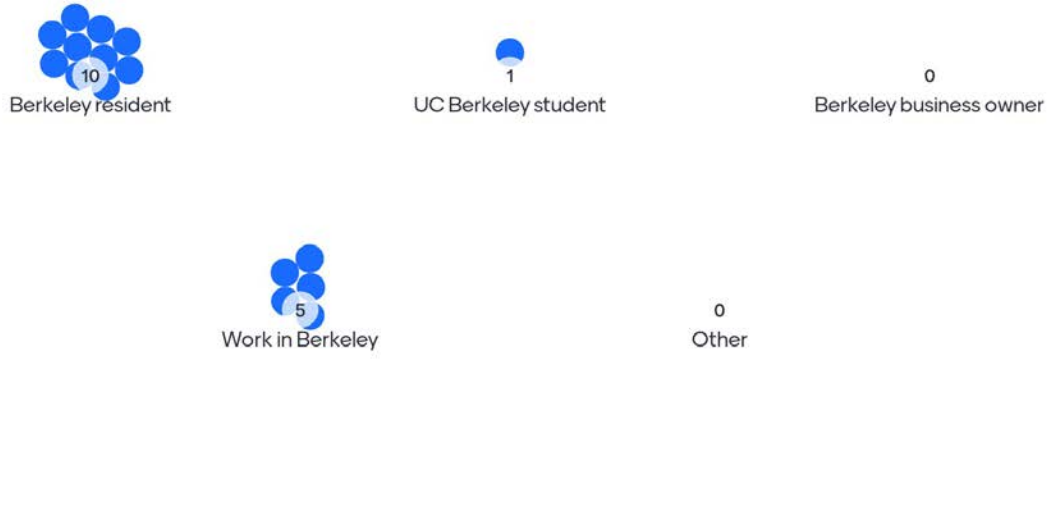 10
Berkeley resident
1
UC Berkeley student
0
Berkeley business owner
5
Work in Berkeley
0
Other